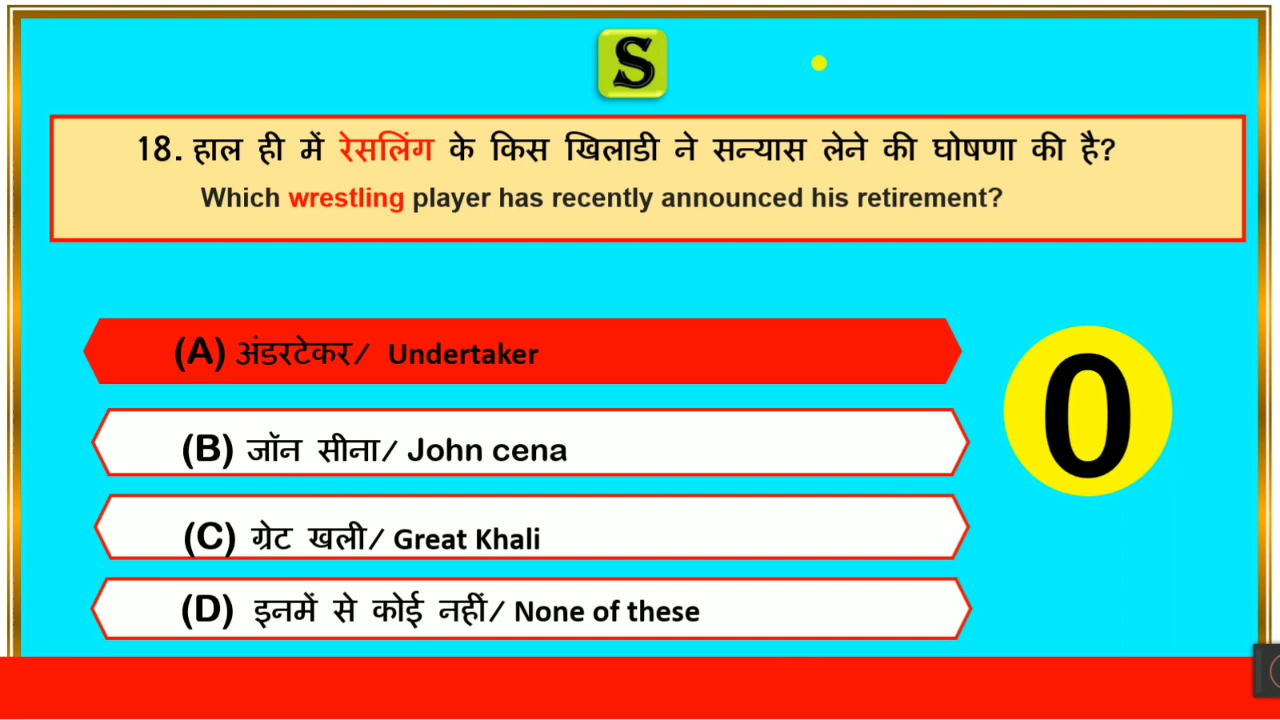 S
18. हाल ही में रेसलिंग के किस खिलाडी ने सन्यास लेने की घोषणा की है?
Which wrestling player has recently announced his retirement?
(A) अंडरटेकर/ Undertaker
(B) जॉन सीना/ John cena
(C) ग्रेट खली/ Great Khali
(D) इनमें से कोई नहीं/ None of these
0